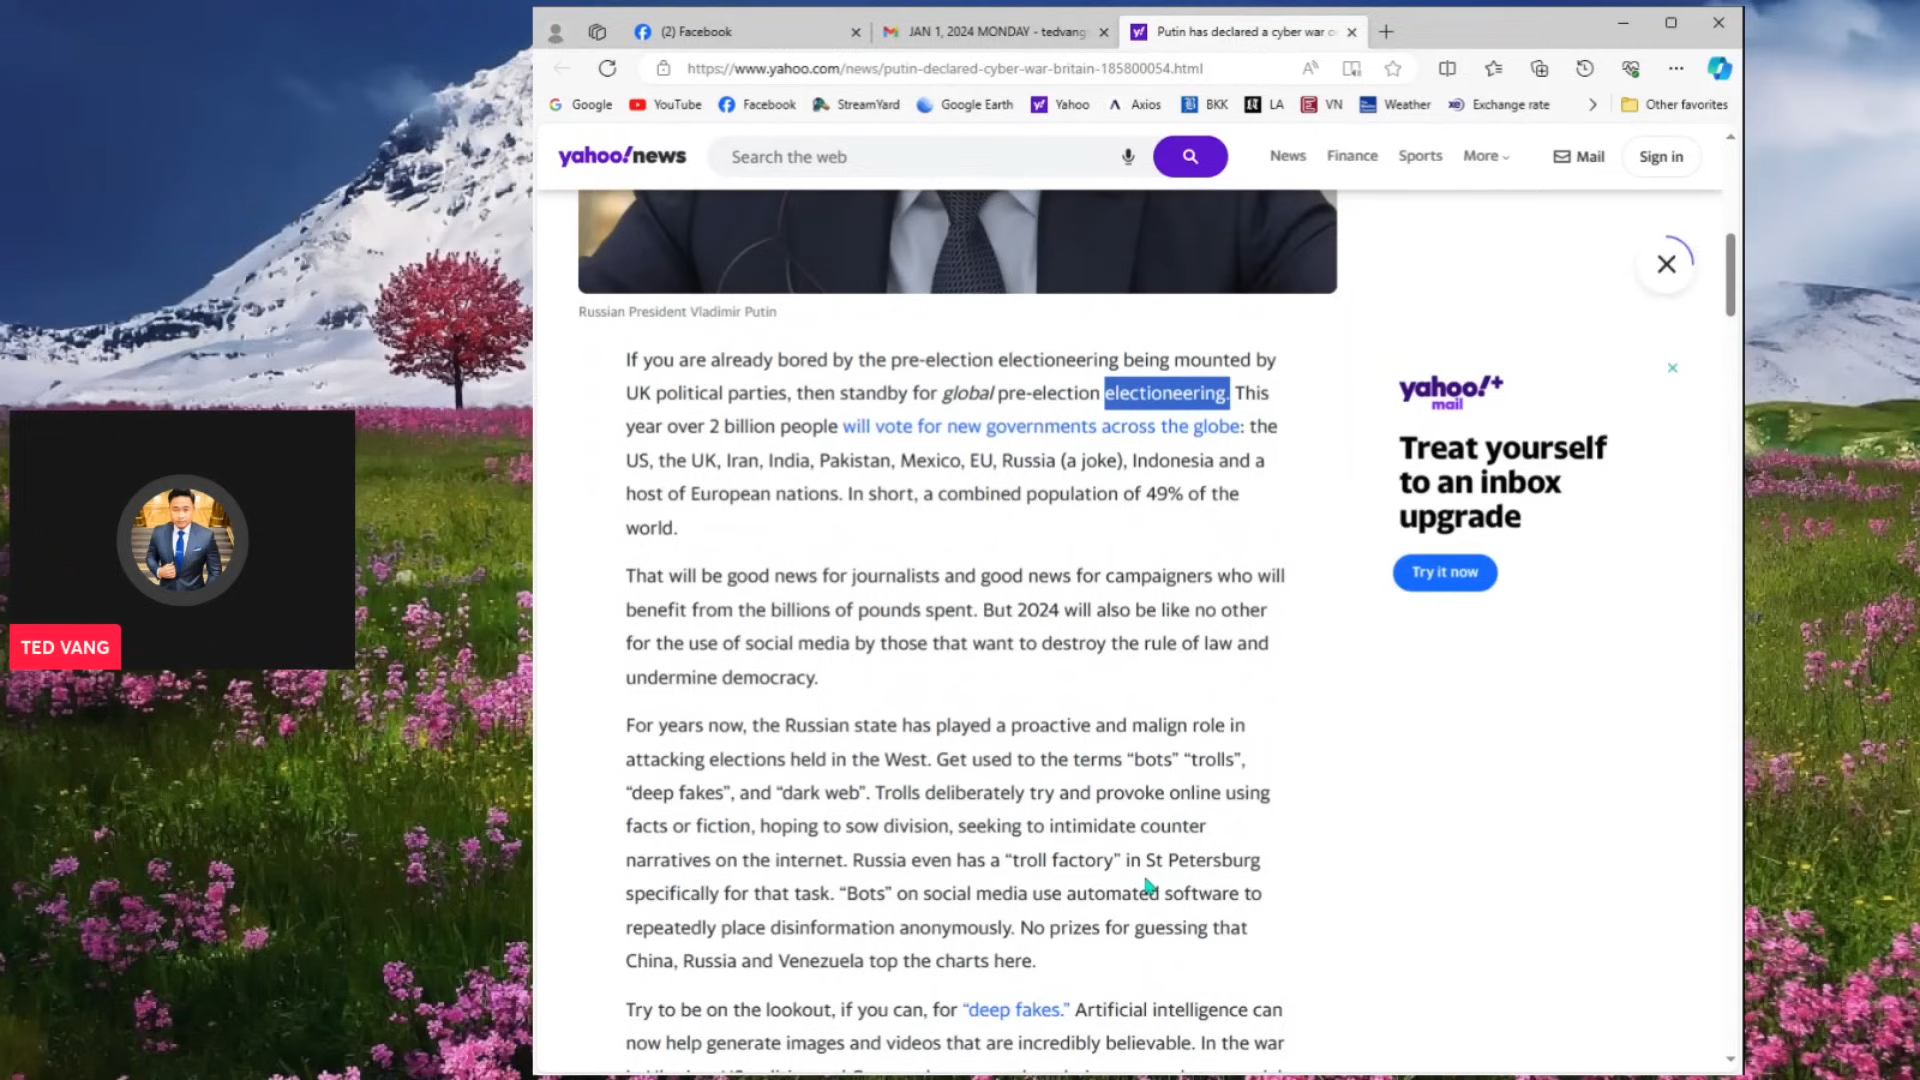 (2) Facebook
JAN 1, 2024 MONDAY - tedvang
Putin has declared a cyber war o
https://www.yahoo.com/news/putin-declared-cyber-war-britain-185800054.html
Google YouTube Facebook StreamYard Google Earth Yahoo Axios BKK LA VN Weather Exchange rate Other favorites
yahoo!news Search the web News Finance Sports More Mail Sign in
Russian President Vladimir Putin
If you are already bored by the pre-election electioneering being mounted by
UK political parties, then standby for global pre-election electioneering. This
year over 2 billion people will vote for new governments across the globe: the
US, the UK, Iran, India, Pakistan, Mexico, EU, Russia (a joke), Indonesia and a
host of European nations. In short, a combined population of 49% of the
world.
That will be good news for journalists and good news for campaigners who will
benefit from the billions of pounds spent. But 2024 will also be like no other
for the use of social media by those that want to destroy the rule of law and
undermine democracy.
For years now, the Russian state has played a proactive and malign role in
attacking elections held in the West. Get used to the terms “bots” “trolls”,
“deep fakes”, and “dark web”. Trolls deliberately try and provoke online using
facts or fiction, hoping to sow division, seeking to intimidate counter
narratives on the internet. Russia even has a “troll factory” in St Petersburg
specifically for that task. “Bots” on social media use automated software to
repeatedly place disinformation anonymously. No prizes for guessing that
China, Russia and Venezuela top the charts here.
Try to be on the lookout, if you can, for “deep fakes.” Artificial intelligence can
now help generate images and videos that are incredibly believable. In the war
yahoo!+
mail
Treat yourself
to an inbox
upgrade
Try it now
TED VANG